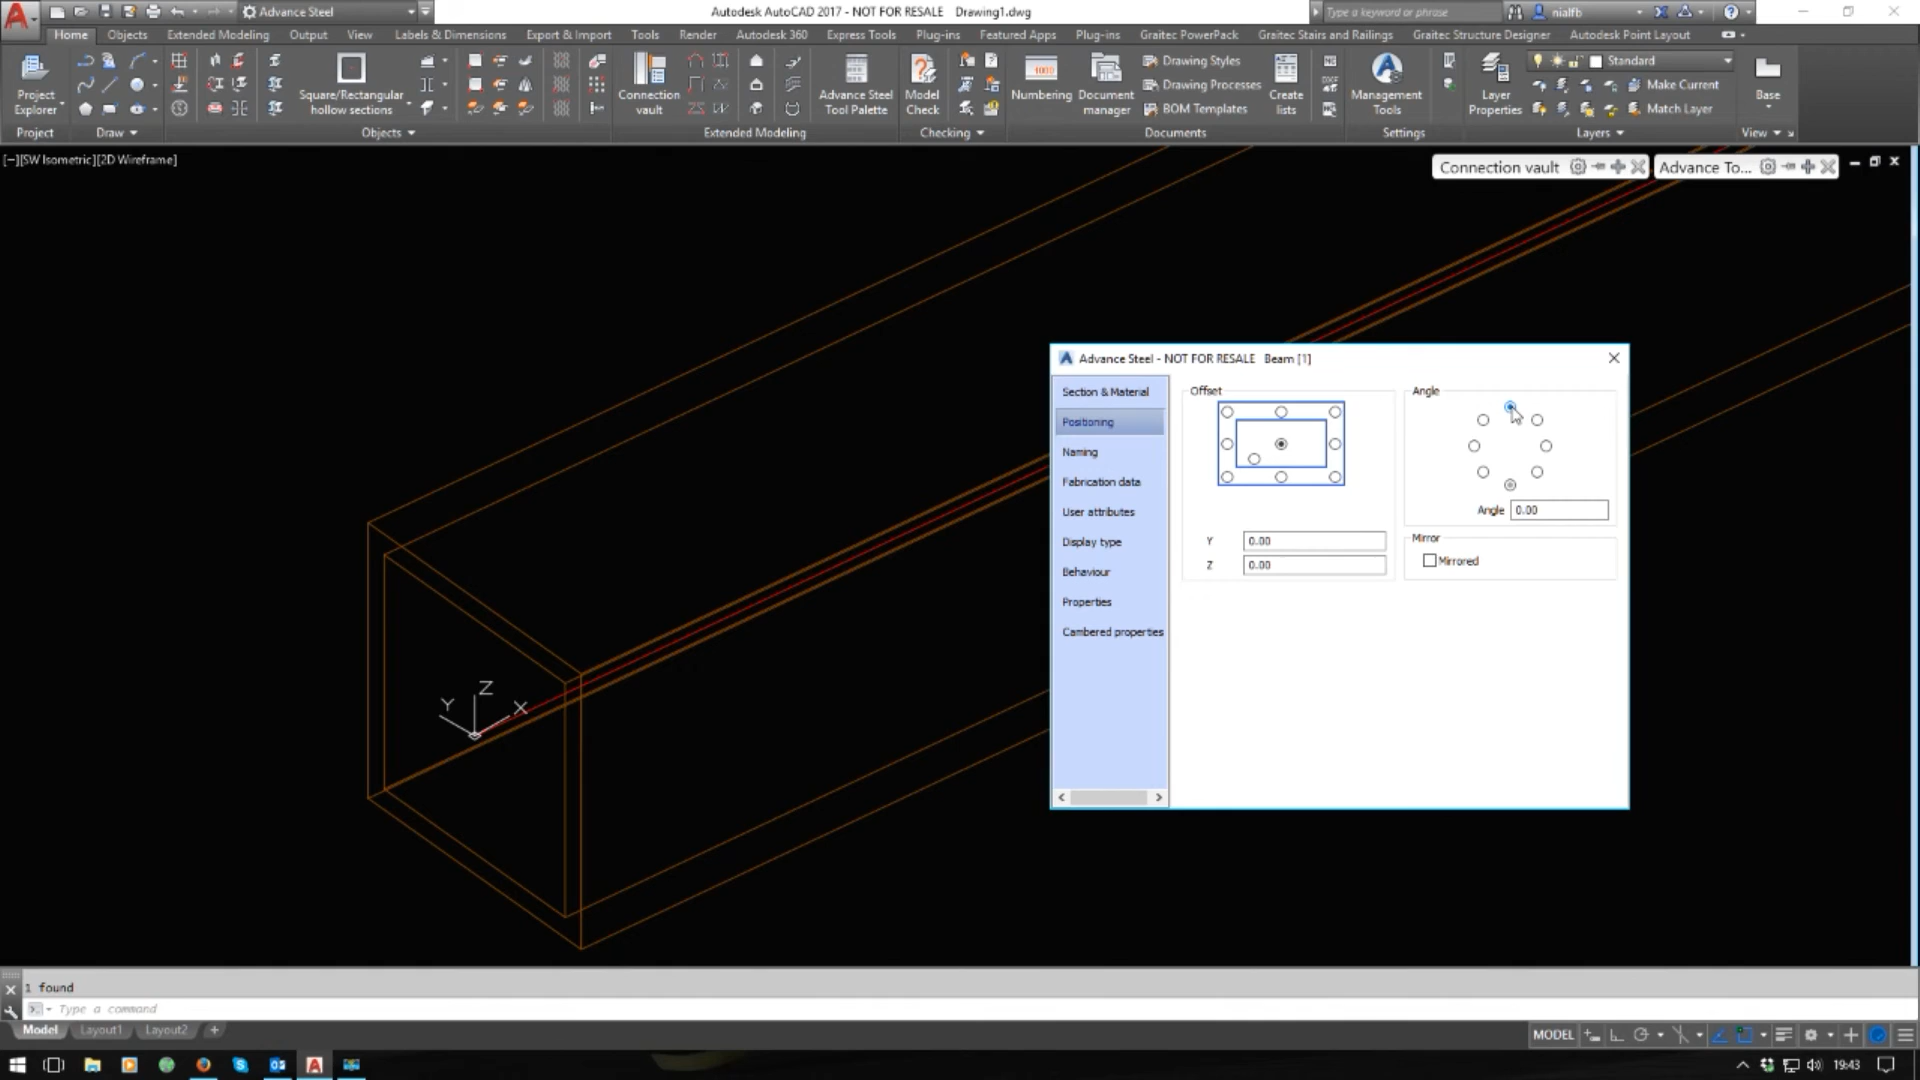 Advance Steel
Autodesk AutoCAD 2017 - NOT FOR RESALE Drawing1.dwg
Type a keyword or phrase
nialfb
Home Objects Extended Modeling Output View Labels & Dimensions Export & Import Tools Render Autodesk 360 Express Tools Plug-ins Featured Apps Plug-ins Graitec PowerPack Graitec Stairs and Railings Graitec Structure Designer Autodesk Point Layout
Project Explorer
Square/Rectangular hollow sections
Connection vault
Advance Steel Tool Palette
Model Check
Numbering
Document manager
Drawing Styles
Drawing Processes
BOM Templates
Create lists
Management Tools
Layer Properties
Standard
Make Current
Match Layer
Base
Project Draw Objects Extended Modeling Checking Documents Settings Layers View
[−][SW Isometric][2D Wireframe]
Connection vault
Advance To...
Advance Steel - NOT FOR RESALE Beam [1]
Section & Material
Positioning
Naming
Fabrication data
User attributes
Display type
Behaviour
Properties
Cambered properties
Offset
Y 0.00
Z 0.00
Angle
Angle 0.00
Mirror
Mirrored
Y Z X
1 found
Type a command
Model Layout1 Layout2 +
MODEL
19:43